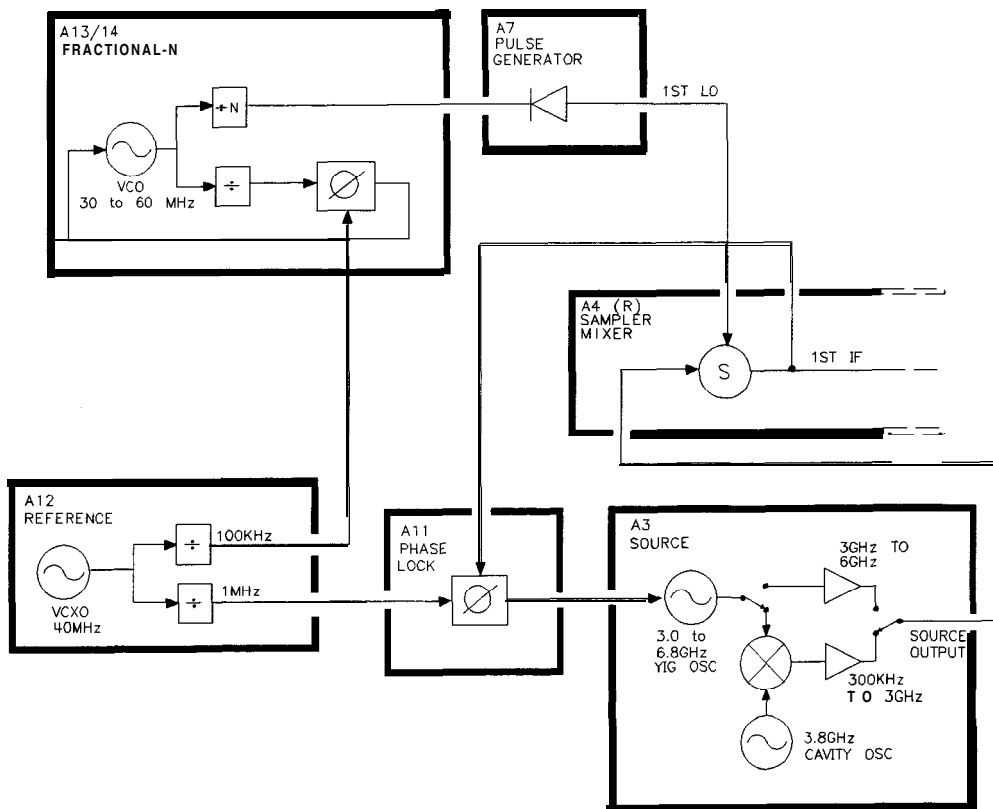 A13/14
FRACTIONAL-N
÷N
VCO
30 to 60 MHz
÷
A7
PULSE
GENERATOR
1ST LO
A4 (R)
SAMPLER
MIXER
S
1ST IF
A12
REFERENCE
VCXO
40MHz
÷
100KHz
÷
1MHz
A11
PHASE
LOCK
A3
SOURCE
3.0 to
6.8GHz
YIG OSC
3GHz TO
6GHz
SOURCE
OUTPUT
300KHz
TO 3GHz
3.8GHz
CAVITY OSC